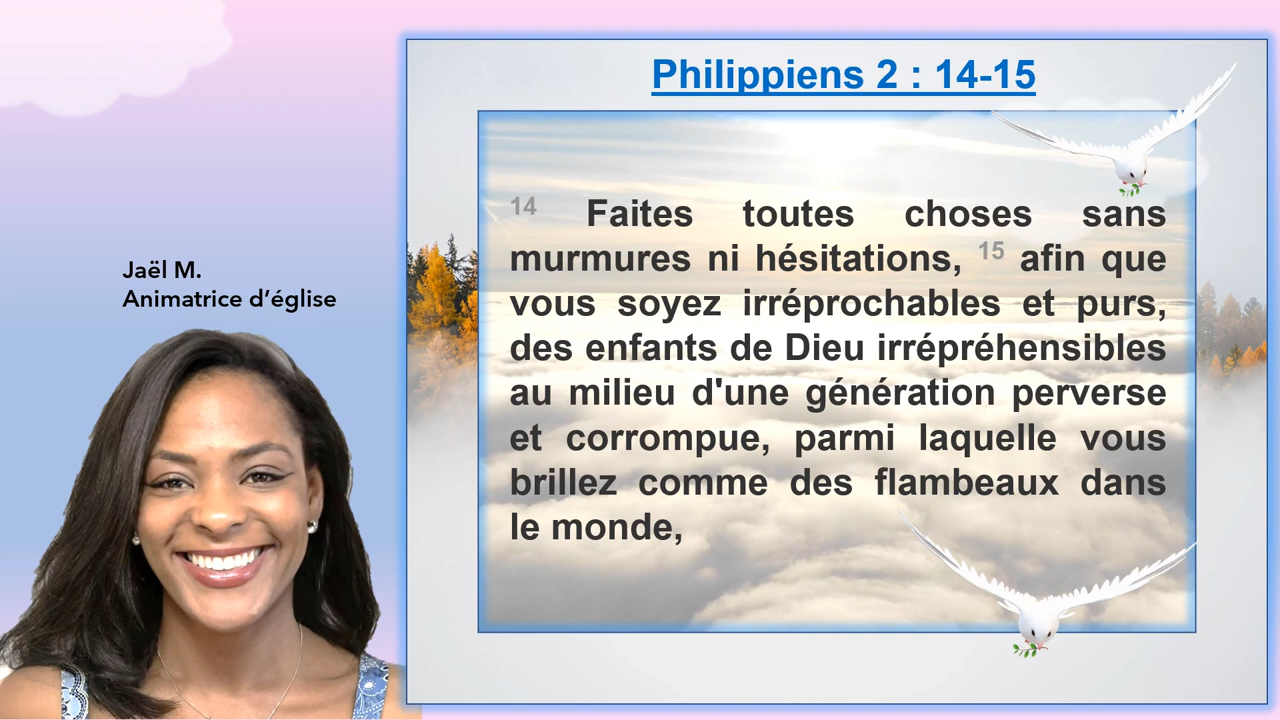 Philippiens 2 : 14-15
14 Faites toutes choses sans
murmures ni hésitations, 15 afin que
vous soyez irréprochables et purs,
des enfants de Dieu irrépréhensibles
au milieu d'une génération perverse
et corrompue, parmi laquelle vous
brillez comme des flambeaux dans
le monde,
Jaël M.
Animatrice d’église